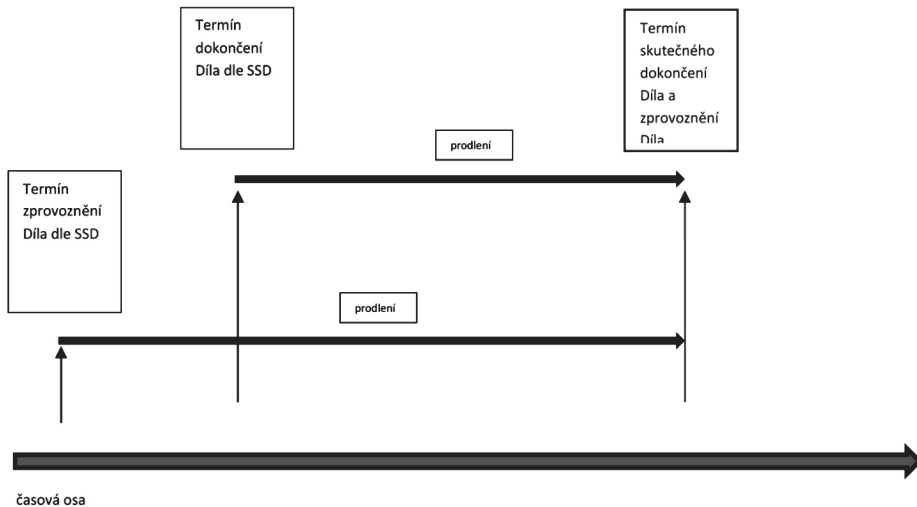 Termín
dokončení
Díla dle SSD
Termín
skutečného
dokončení
Díla a
zprovoznění
Díla
prodlení
Termín
zprovoznění
Díla dle SSD
prodlení
časová osa